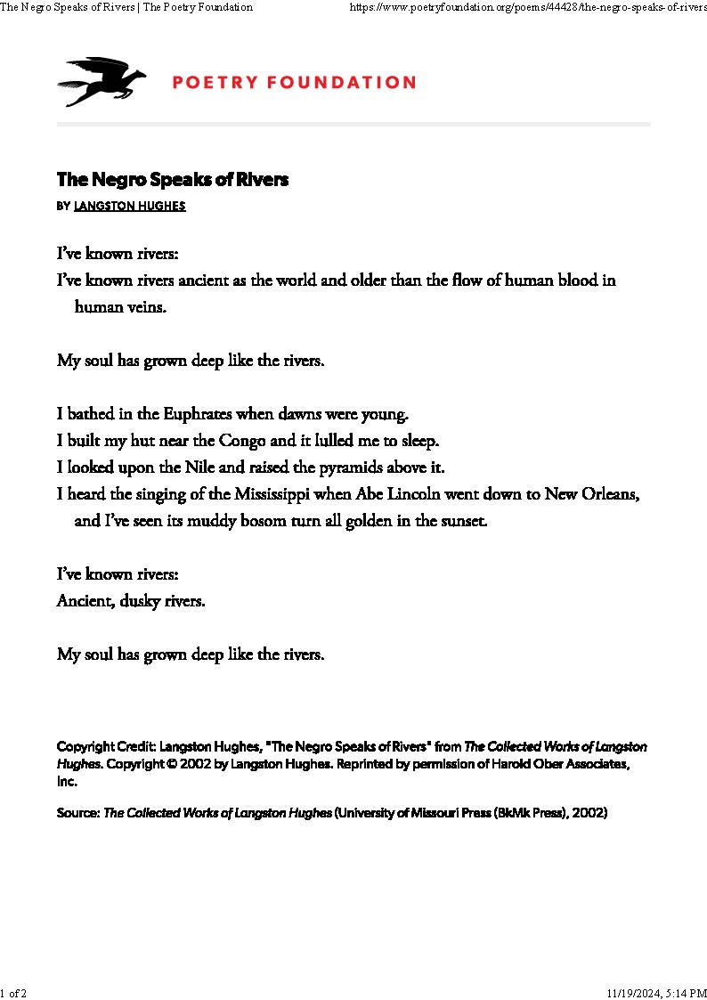 The Negro Speaks of Rivers | The Poetry Foundation
https://www.poetryfoundation.org/poems/44428/the-negro-speaks-of-rivers
POETRY FOUNDATION
The Negro Speaks of Rivers
BY LANGSTON HUGHES
I've known rivers:
I've known rivers ancient as the world and older than the flow of human blood in
human veins.
My soul has grown deep like the rivers.
I bathed in the Euphrates when dawns were young.
I built my hut near the Congo and it lulled me to sleep.
I looked upon the Nile and raised the pyramids above it.
I heard the singing of the Mississippi when Abe Lincoln went down to New Orleans,
and I've seen its muddy bosom turn all golden in the sunset.
I've known rivers:
Ancient, dusky rivers.
My soul has grown deep like the rivers.
Copyright Credit: Langston Hughes, "The Negro Speaks of Rivers" from The Collected Works of Langston
Hughes. Copyright © 2002 by Langston Hughes. Reprinted by permission of Harold Ober Associates,
Inc.
Source: The Collected Works of Langston Hughes (University of Missouri Press (BkMk Press), 2002)
1 of 2
11/19/2024, 5:14 PM